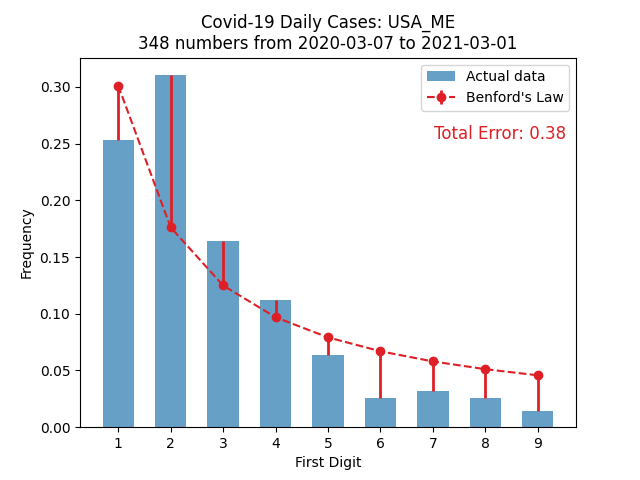 Covid-19 Daily Cases: USA_ME
348 numbers from 2020-03-07 to 2021-03-01
Actual data
Benford's Law
Total Error: 0.38
Frequency
0.30
0.25
0.20
0.15
0.10
0.05
0.00
1 2 3 4 5 6 7 8 9
First Digit